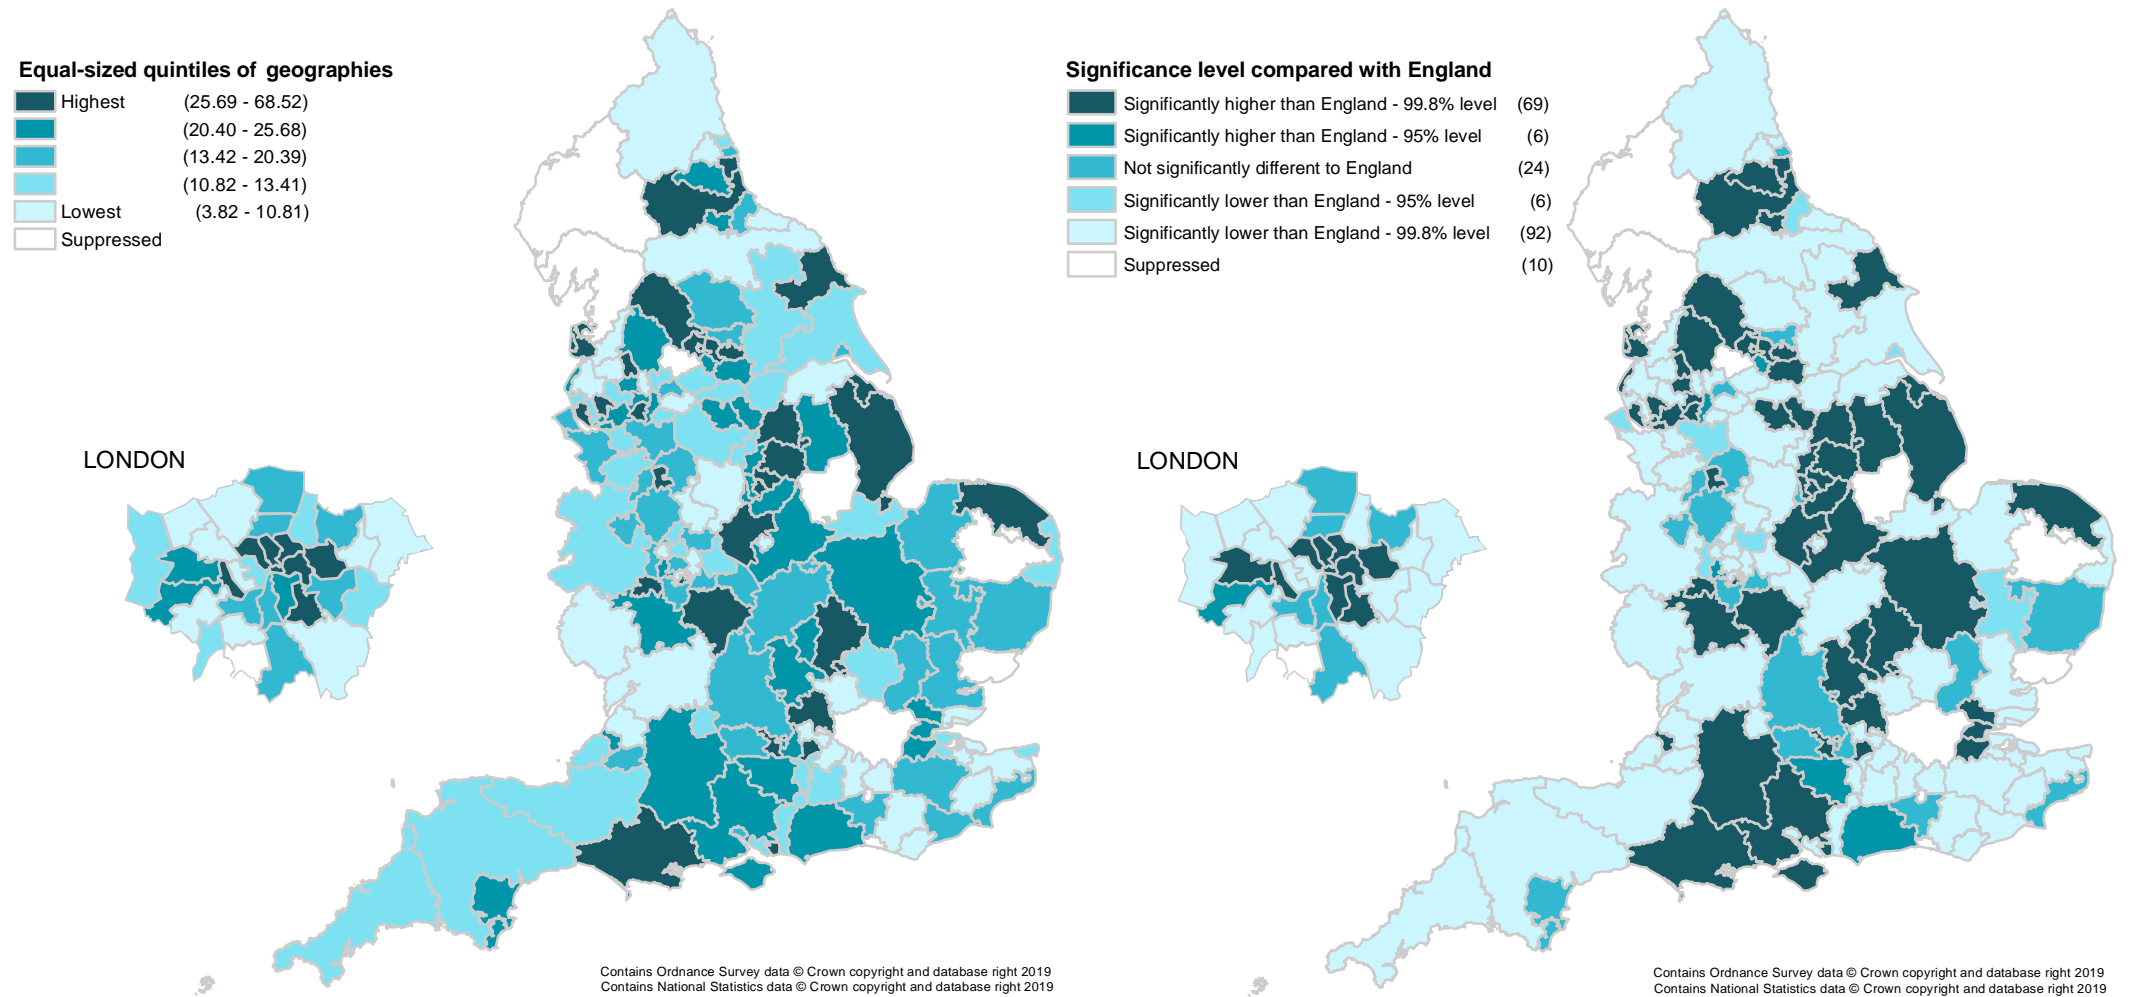 Equal-sized quintiles of geographies
Highest (25.69 - 68.52)
(20.40 - 25.68)
(13.42 - 20.39)
(10.82 - 13.41)
Lowest (3.82 - 10.81)
Suppressed
LONDON
Contains Ordnance Survey data © Crown copyright and database right 2019
Contains National Statistics data © Crown copyright and database right 2019
Significance level compared with England
Significantly higher than England - 99.8% level (69)
Significantly higher than England - 95% level (6)
Not significantly different to England (24)
Significantly lower than England - 95% level (6)
Significantly lower than England - 99.8% level (92)
Suppressed (10)
LONDON
Contains Ordnance Survey data © Crown copyright and database right 2019
Contains National Statistics data © Crown copyright and database right 2019